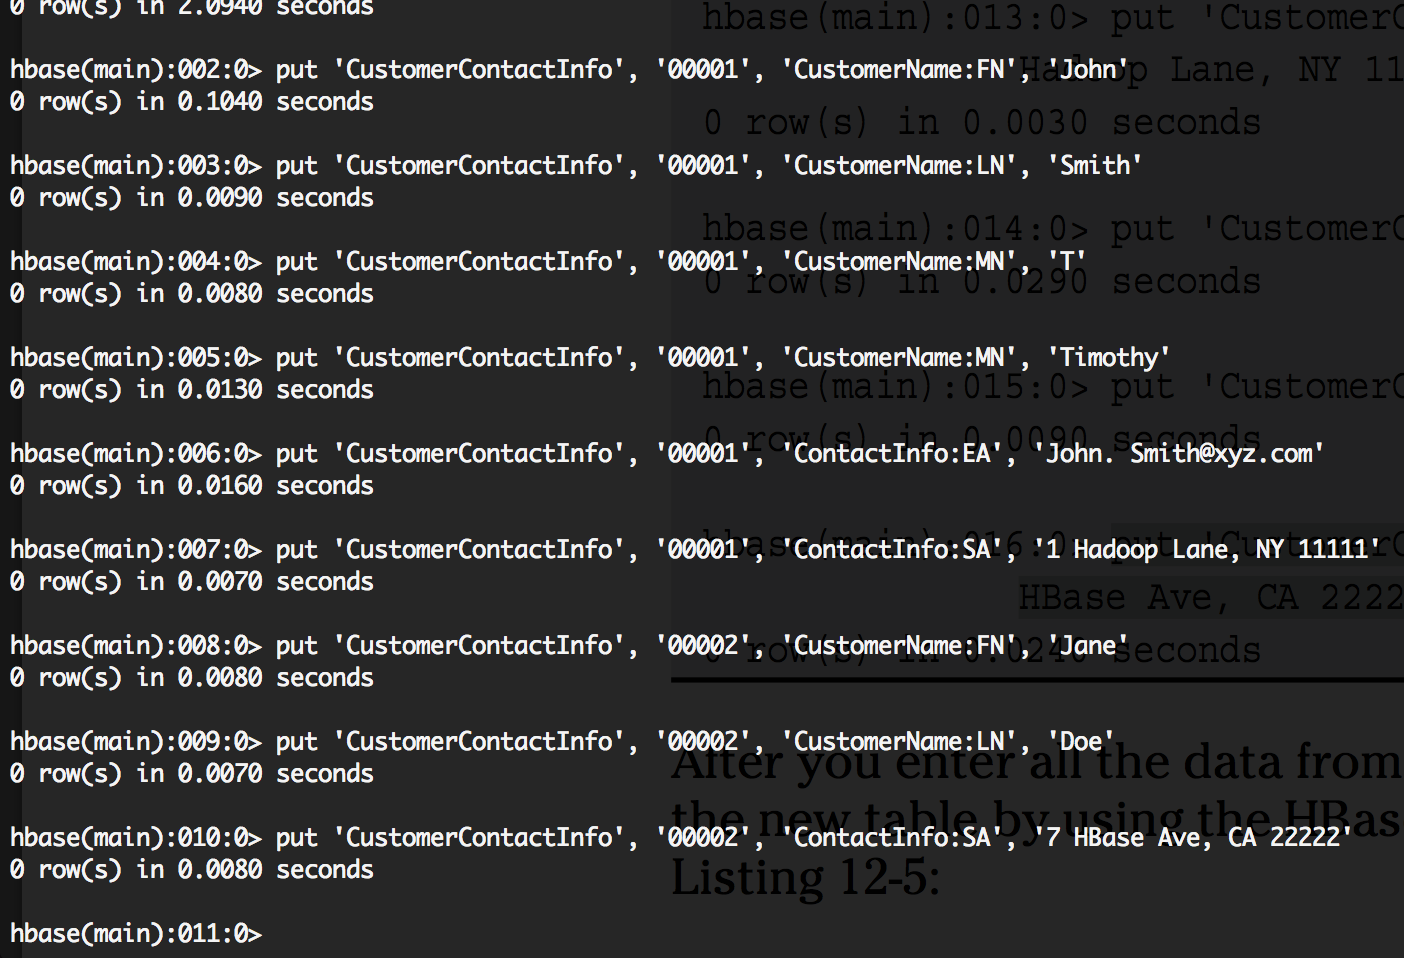 0 row(s) in 2.0940 seconds
hbase(main):002:0> put 'CustomerContactInfo', '00001', 'CustomerName:FN', 'John'
0 row(s) in 0.1040 seconds
hbase(main):003:0> put 'CustomerContactInfo', '00001', 'CustomerName:LN', 'Smith'
0 row(s) in 0.0090 seconds
hbase(main):004:0> put 'CustomerContactInfo', '00001', 'CustomerName:MN', 'T'
0 row(s) in 0.0080 seconds
hbase(main):005:0> put 'CustomerContactInfo', '00001', 'CustomerName:MN', 'Timothy'
0 row(s) in 0.0130 seconds
hbase(main):006:0> put 'CustomerContactInfo', '00001', 'ContactInfo:EA', 'John. Smith@xyz.com'
0 row(s) in 0.0160 seconds
hbase(main):007:0> put 'CustomerContactInfo', '00001', 'ContactInfo:SA', '1 Hadoop Lane, NY 11111'
0 row(s) in 0.0070 seconds
hbase(main):008:0> put 'CustomerContactInfo', '00002', 'CustomerName:FN', 'Jane'
0 row(s) in 0.0080 seconds
hbase(main):009:0> put 'CustomerContactInfo', '00002', 'CustomerName:LN', 'Doe'
0 row(s) in 0.0070 seconds
hbase(main):010:0> put 'CustomerContactInfo', '00002', 'ContactInfo:SA', '7 HBase Ave, CA 22222'
0 row(s) in 0.0080 seconds
hbase(main):011:0>
hbase(main):013:0> put 'CustomerC
Hadoop Lane, NY 11
0 row(s) in 0.0030 seconds
hbase(main):014:0> put 'CustomerC
0 row(s) in 0.0290 seconds
hbase(main):015:0> put 'CustomerC
0 row(s) in 0.0090 seconds
hbase(main):016:0> put 'CustomerC
HBase Ave, CA 2222
0 row(s) in 0.0240 seconds
After you enter all the data from
the new table by using the HBas
Listing 12-5: